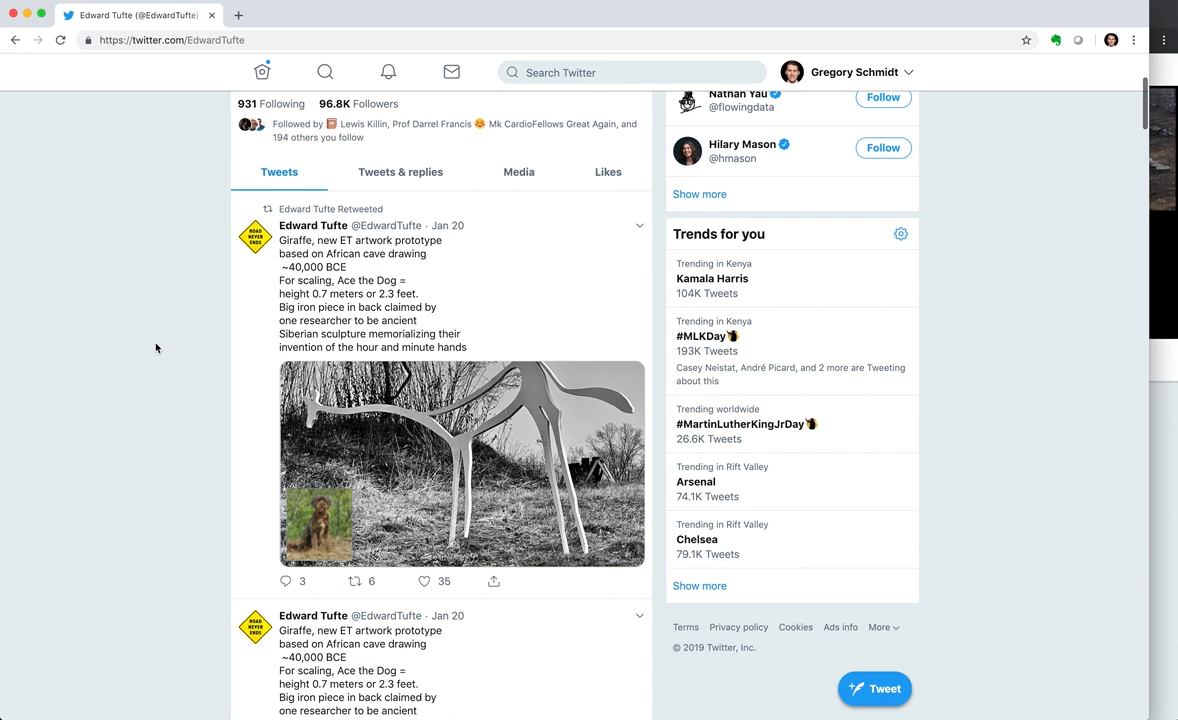 Edward Tufte (@EdwardTufte)
https://twitter.com/EdwardTufte
Search Twitter
Gregory Schmidt
931 Following 96.8K Followers
Followed by Lewis Killin, Prof Darrel Francis Mk CardioFellows Great Again, and
194 others you follow
Tweets Tweets & replies Media Likes
Edward Tufte Retweeted
Edward Tufte @EdwardTufte · Jan 20
ROAD
NEVER
ENDS
Giraffe, new ET artwork prototype
based on African cave drawing
~40,000 BCE
For scaling, Ace the Dog =
height 0.7 meters or 2.3 feet.
Big iron piece in back claimed by
one researcher to be ancient
Siberian sculpture memorializing their
invention of the hour and minute hands
3 6 35
Edward Tufte @EdwardTufte · Jan 20
ROAD
NEVER
ENDS
Giraffe, new ET artwork prototype
based on African cave drawing
~40,000 BCE
For scaling, Ace the Dog =
height 0.7 meters or 2.3 feet.
Big iron piece in back claimed by
one researcher to be ancient
Nathan Yau
@flowingdata
Follow
Hilary Mason
@hmason
Follow
Show more
Trends for you
Trending in Kenya
Kamala Harris
104K Tweets
Trending in Kenya
#MLKDay
193K Tweets
Casey Neistat, André Picard, and 2 more are Tweeting
about this
Trending worldwide
#MartinLutherKingJrDay
26.6K Tweets
Trending in Rift Valley
Arsenal
74.1K Tweets
Trending in Rift Valley
Chelsea
79.1K Tweets
Show more
Terms Privacy policy Cookies Ads info More
© 2019 Twitter, Inc.
Tweet